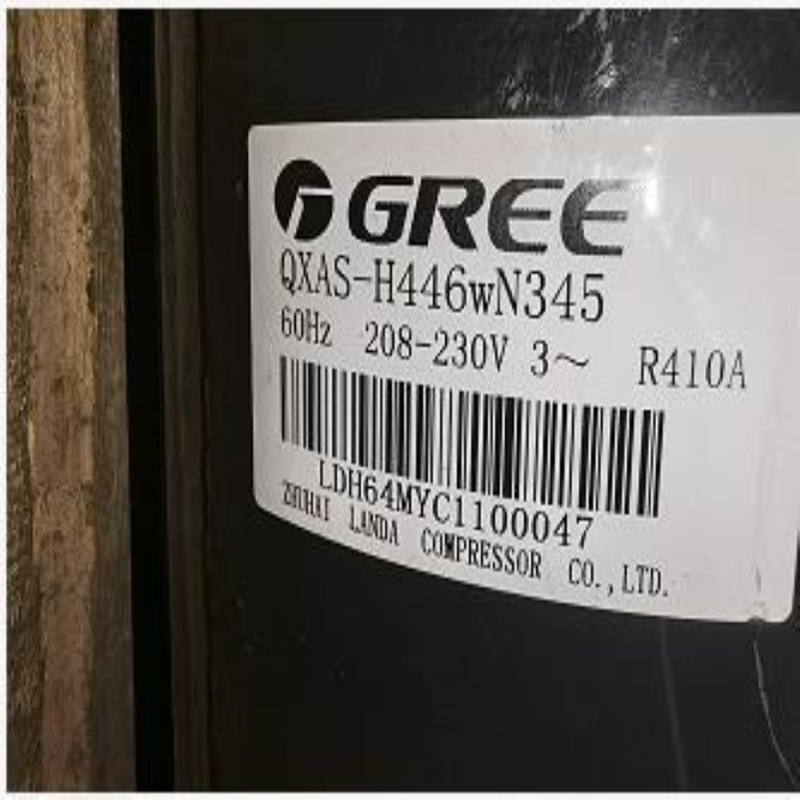 GREE
QXAS-H446wN345
60Hz 208-230V 3~ R410A
LDH64MYC1100047
ZHUHAI LANDA COMPRESSOR CO.,LTD.